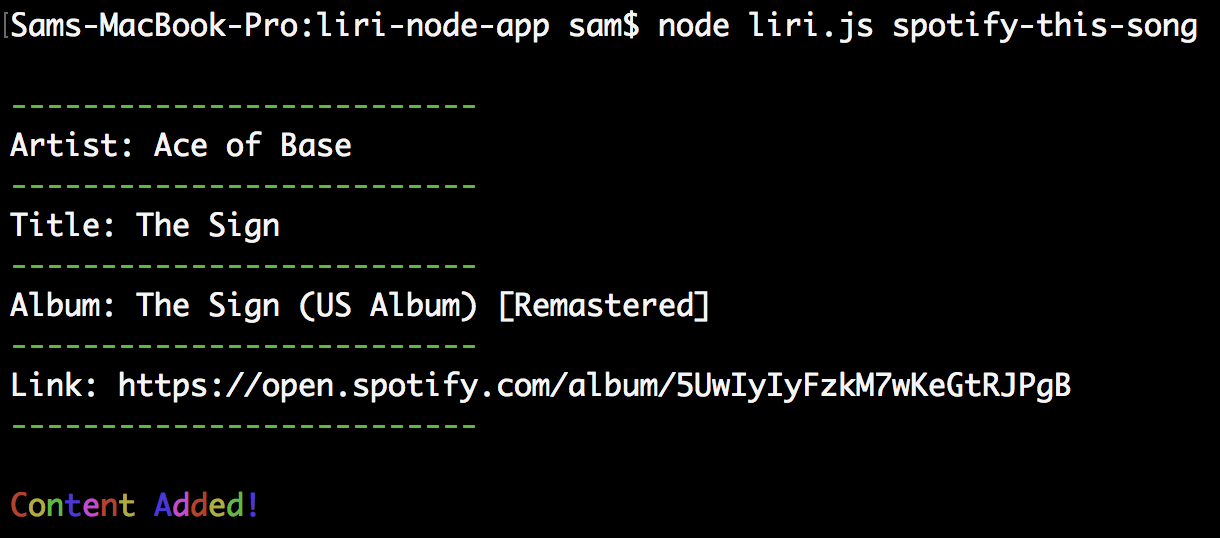 Sams-MacBook-Pro:liri-node-app sam$ node liri.js spotify-this-song
--------------------------
Artist: Ace of Base
--------------------------
Title: The Sign
--------------------------
Album: The Sign (US Album) [Remastered]
--------------------------
Link: https://open.spotify.com/album/5UwIyIyFzkM7wKeGtRJPgB
--------------------------
Content Added!